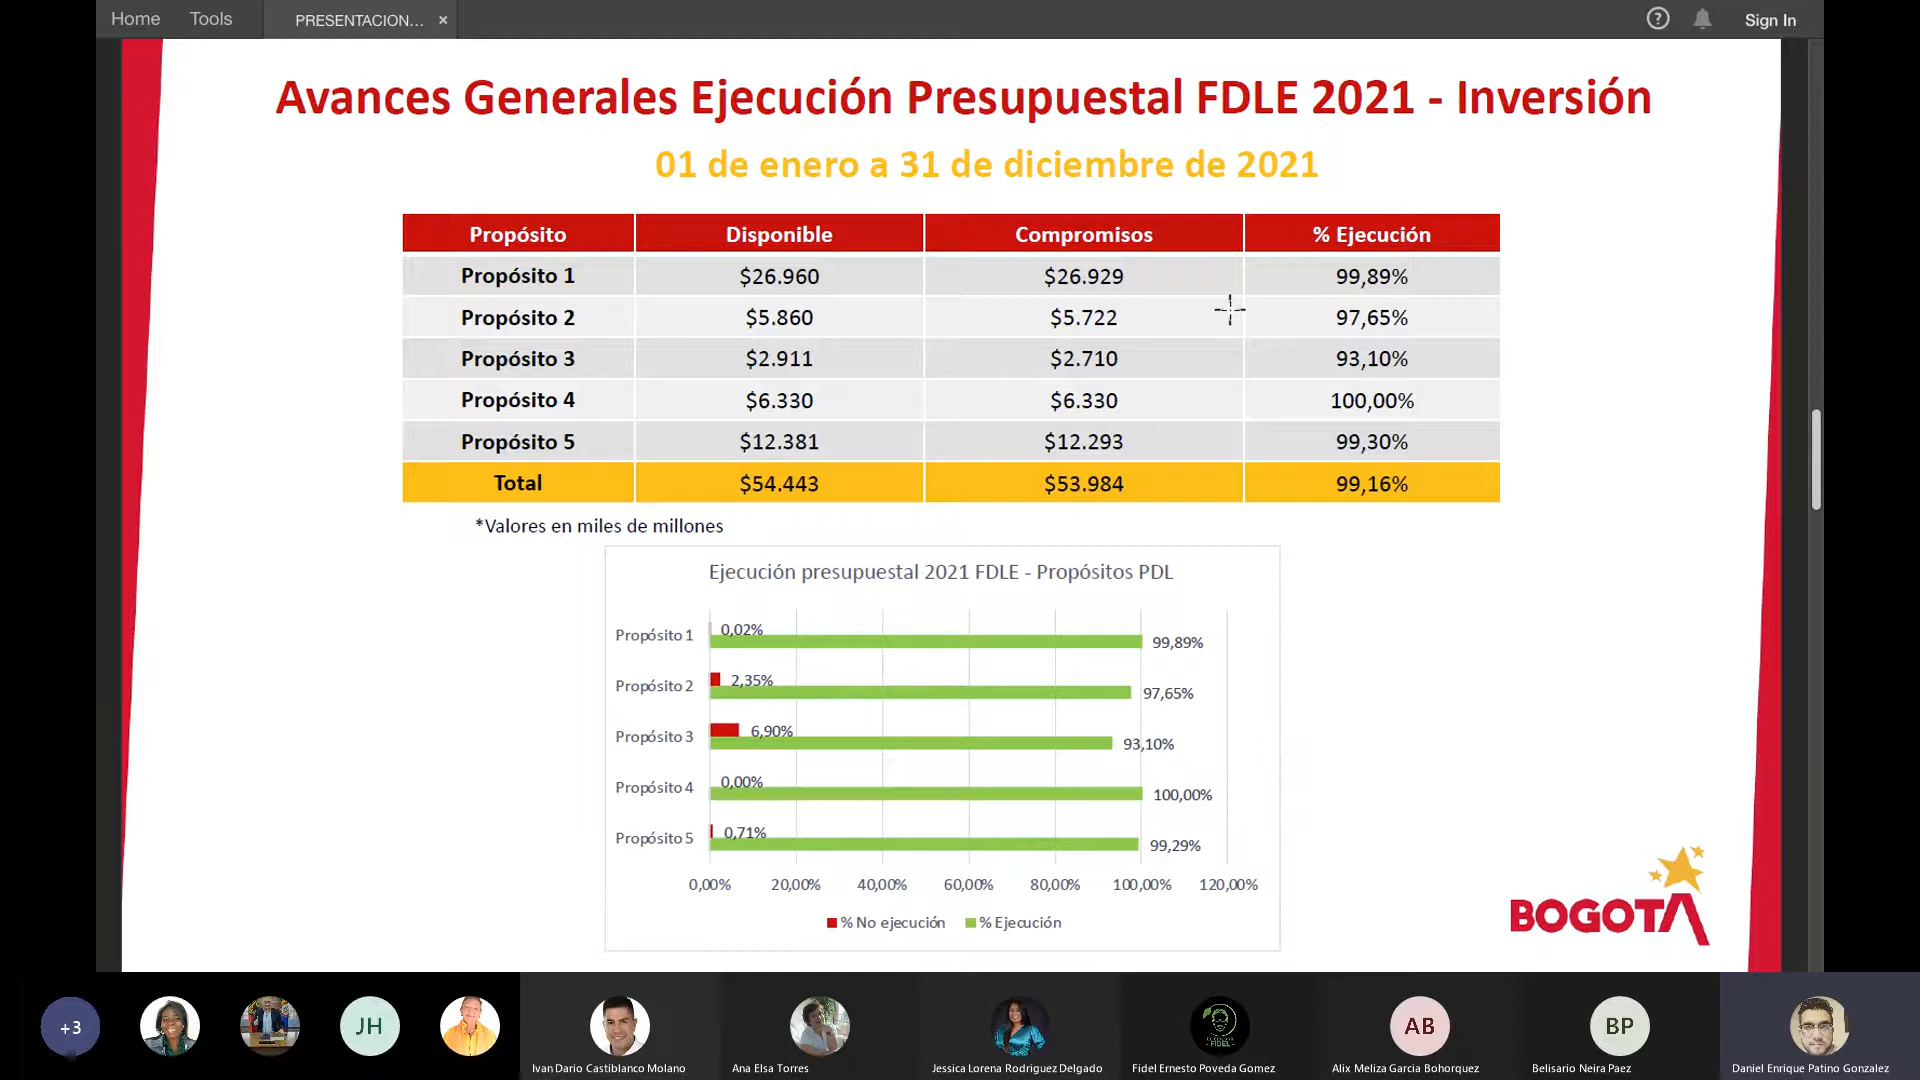 Home Tools PRESENTACION... × ? Sign In
Avances Generales Ejecución Presupuestal FDLE 2021 - Inversión
01 de enero a 31 de diciembre de 2021
Propósito Disponible Compromisos % Ejecución
Propósito 1 $26.960 $26.929 99,89%
Propósito 2 $5.860 $5.722 97,65%
Propósito 3 $2.911 $2.710 93,10%
Propósito 4 $6.330 $6.330 100,00%
Propósito 5 $12.381 $12.293 99,30%
Total $54.443 $53.984 99,16%
*Valores en miles de millones
Ejecución presupuestal 2021 FDLE - Propósitos PDL
Propósito 1 0,02% 99,89%
Propósito 2 2,35% 97,65%
Propósito 3 6,90% 93,10%
Propósito 4 0,00% 100,00%
Propósito 5 0,71% 99,29%
0,00% 20,00% 40,00% 60,00% 80,00% 100,00% 120,00%
% No ejecución % Ejecución
BOGOTA
+3 JH AB BP
Ivan Dario Castiblanco Molano Ana Elsa Torres Jessica Lorena Rodriguez Delgado Fidel Ernesto Poveda Gomez Alix Meliza Garcia Bohorquez Belisario Neira Paez Daniel Enrique Patino Gonzalez